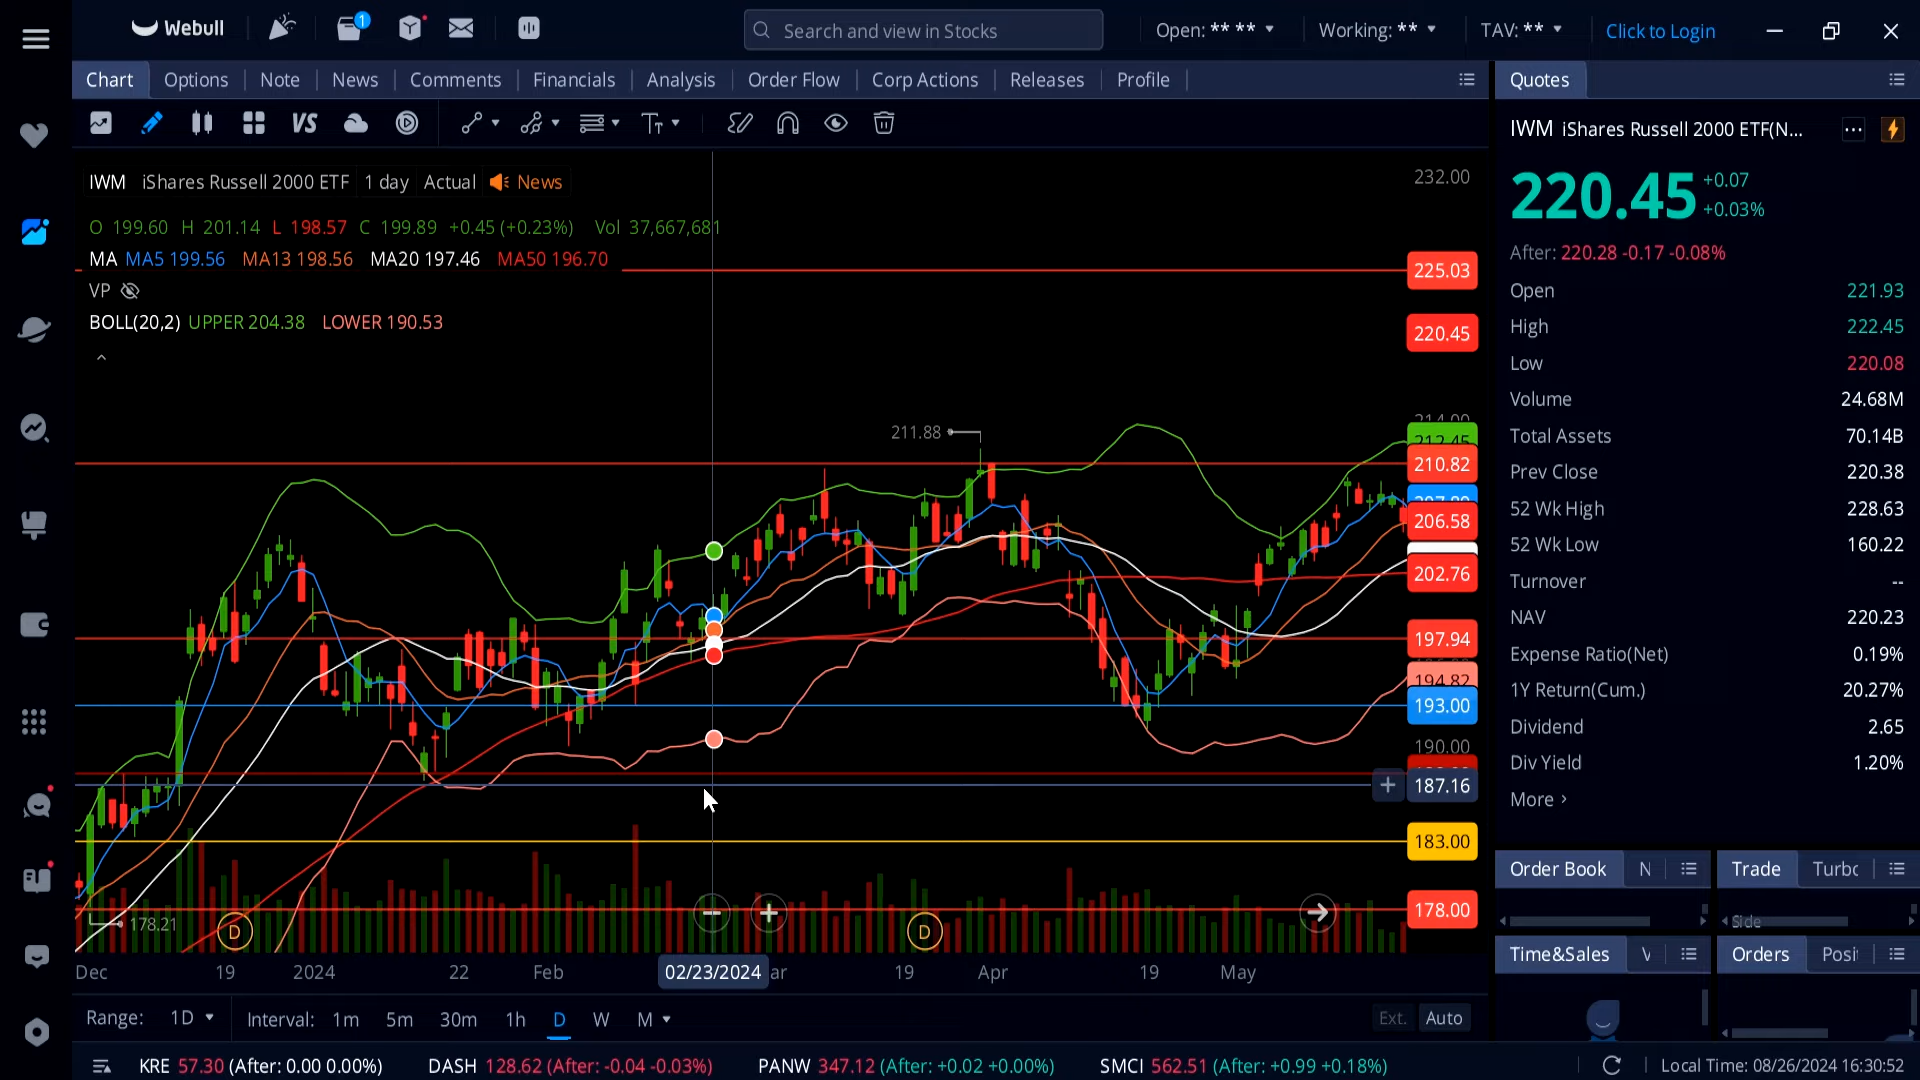 Webull
1
Search and view in Stocks
Open: ** **
Working: **
TAV: **
Click to Login
Chart
Options
Note
News
Comments
Financials
Analysis
Order Flow
Corp Actions
Releases
Profile
Quotes
VS
IWM iShares Russell 2000 ETF(N...
IWM iShares Russell 2000 ETF 1 day Actual News
O 199.60 H 201.14 L 198.57 C 199.89 +0.45 (+0.23%) Vol 37,667,681
MA MA5 199.56 MA13 198.56 MA20 197.46 MA50 196.70
VP
BOLL(20,2) UPPER 204.38 LOWER 190.53
232.00
225.03
220.45
214.00
212.45
210.82
206.58
202.76
197.94
194.82
193.00
190.00
187.16
183.00
178.00
211.88
178.21
D
D
Dec
19
2024
22
Feb
02/23/2024
ar
19
Apr
19
May
Range: 1D
Interval: 1m 5m 30m 1h D W M
Ext.
Auto
220.45
+0.07
+0.03%
After: 220.28 -0.17 -0.08%
Open 221.93
High 222.45
Low 220.08
Volume 24.68M
Total Assets 70.14B
Prev Close 220.38
52 Wk High 228.63
52 Wk Low 160.22
Turnover --
NAV 220.23
Expense Ratio(Net) 0.19%
1Y Return(Cum.) 20.27%
Dividend 2.65
Div Yield 1.20%
More
Order Book
N
Trade
Turbo
Side
Time&Sales
V
Orders
Posi
KRE 57.30 (After: 0.00 0.00%)
DASH 128.62 (After: -0.04 -0.03%)
PANW 347.12 (After: +0.02 +0.00%)
SMCI 562.51 (After: +0.99 +0.18%)
Local Time: 08/26/2024 16:30:52